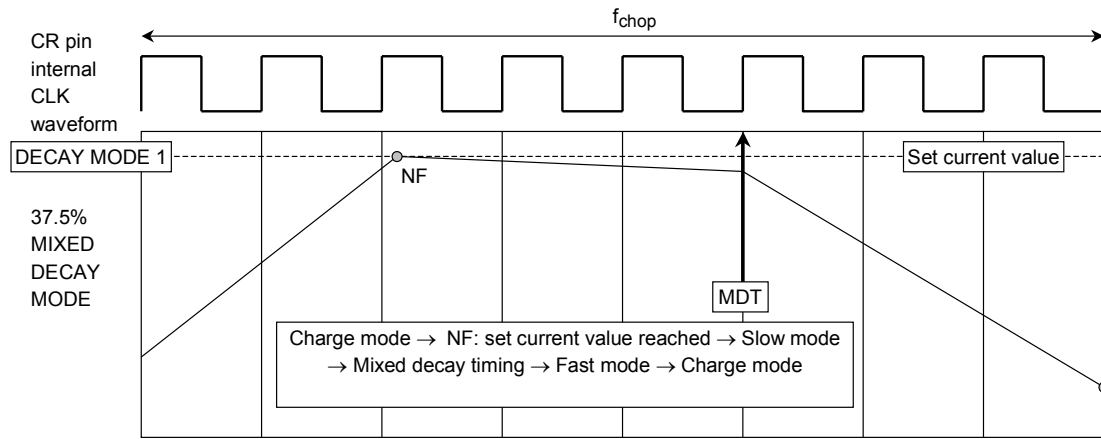 f_chop
CR pin
internal
CLK
waveform
DECAY MODE 1
Set current value
NF
37.5%
MIXED
DECAY
MODE
MDT
Charge mode → NF: set current value reached → Slow mode
→ Mixed decay timing → Fast mode → Charge mode